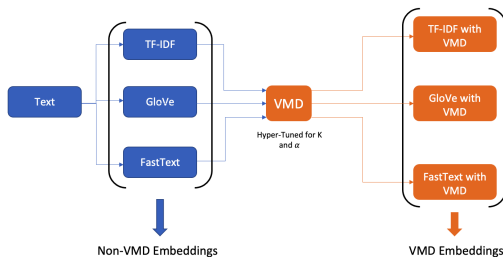 Text
TF-IDF
GloVe
FastText
VMD
Hyper-Tuned for K
and α
TF-IDF with
VMD
GloVe with
VMD
FastText with
VMD
Non-VMD Embeddings
VMD Embeddings